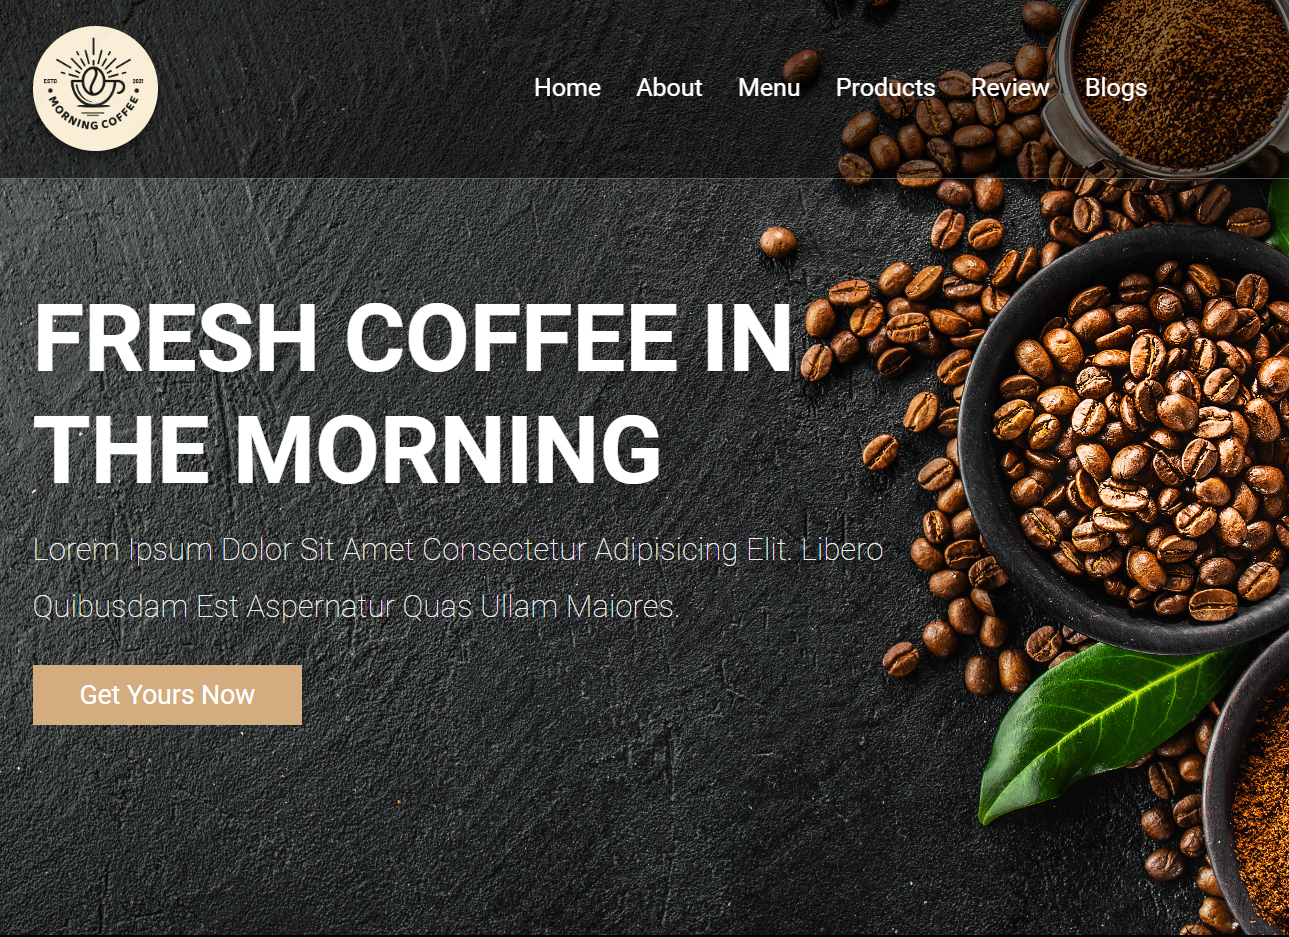 ESTD 2021
MORNING COFFEE
Home About Menu Products Review Blogs
FRESH COFFEE IN
THE MORNING
Lorem Ipsum Dolor Sit Amet Consectetur Adipisicing Elit. Libero
Quibusdam Est Aspernatur Quas Ullam Maiores.
Get Yours Now